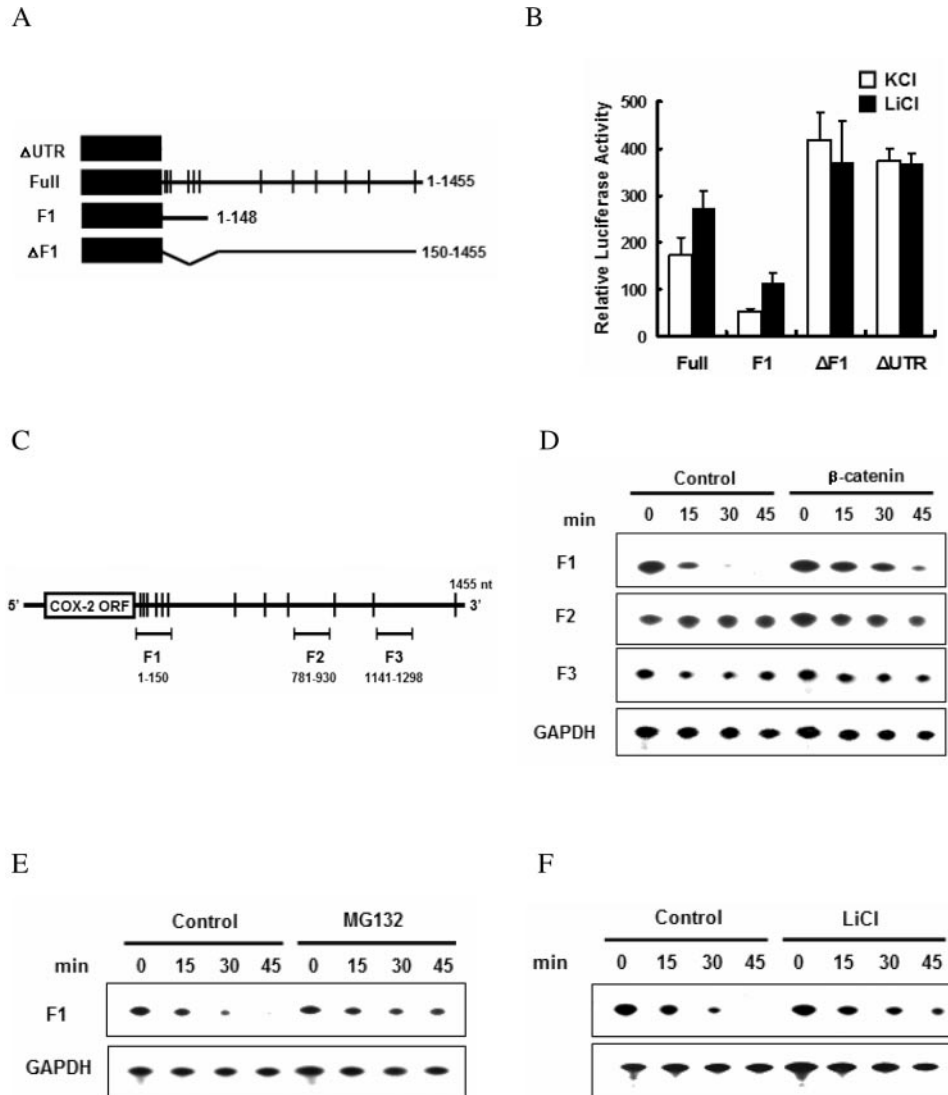 A
ΔUTR
Full
1-1455
F1
1-148
ΔF1
150-1455
B
KCl
LiCl
Relative Luciferase Activity
500
400
300
200
100
0
Full F1 ΔF1 ΔUTR
C
1455 nt
5' COX-2 ORF 3'
F1 F2 F3
1-150 781-930 1141-1298
D
Control β-catenin
min 0 15 30 45 0 15 30 45
F1
F2
F3
GAPDH
E
Control MG132
min 0 15 30 45 0 15 30 45
F1
GAPDH
F
Control LiCl
min 0 15 30 45 0 15 30 45